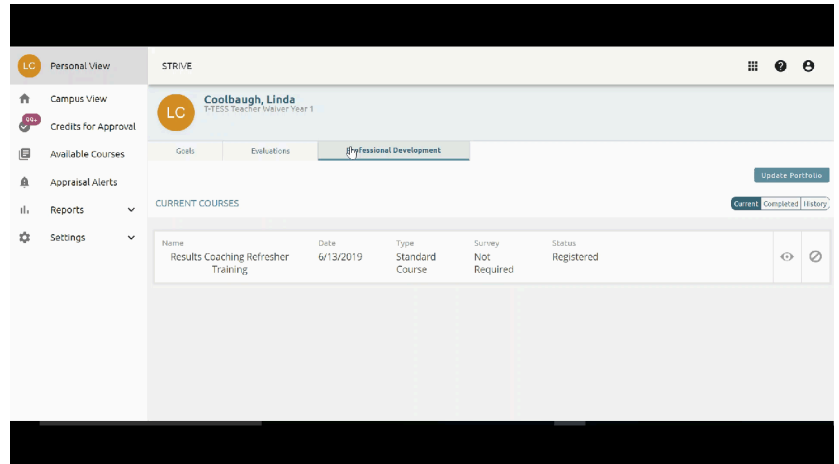 LC Personal View
STRIVE
Campus View
99+
Credits for Approval
Available Courses
Appraisal Alerts
Reports
Settings
LC
Coolbaugh, Linda
T-TESS Teacher Waiver Year 1
Goals Evaluations Professional Development
Update Portfolio
CURRENT COURSES
Current Completed History
Name Date Type Survey Status
Results Coaching Refresher 6/13/2019 Standard Not Registered
Training Course Required